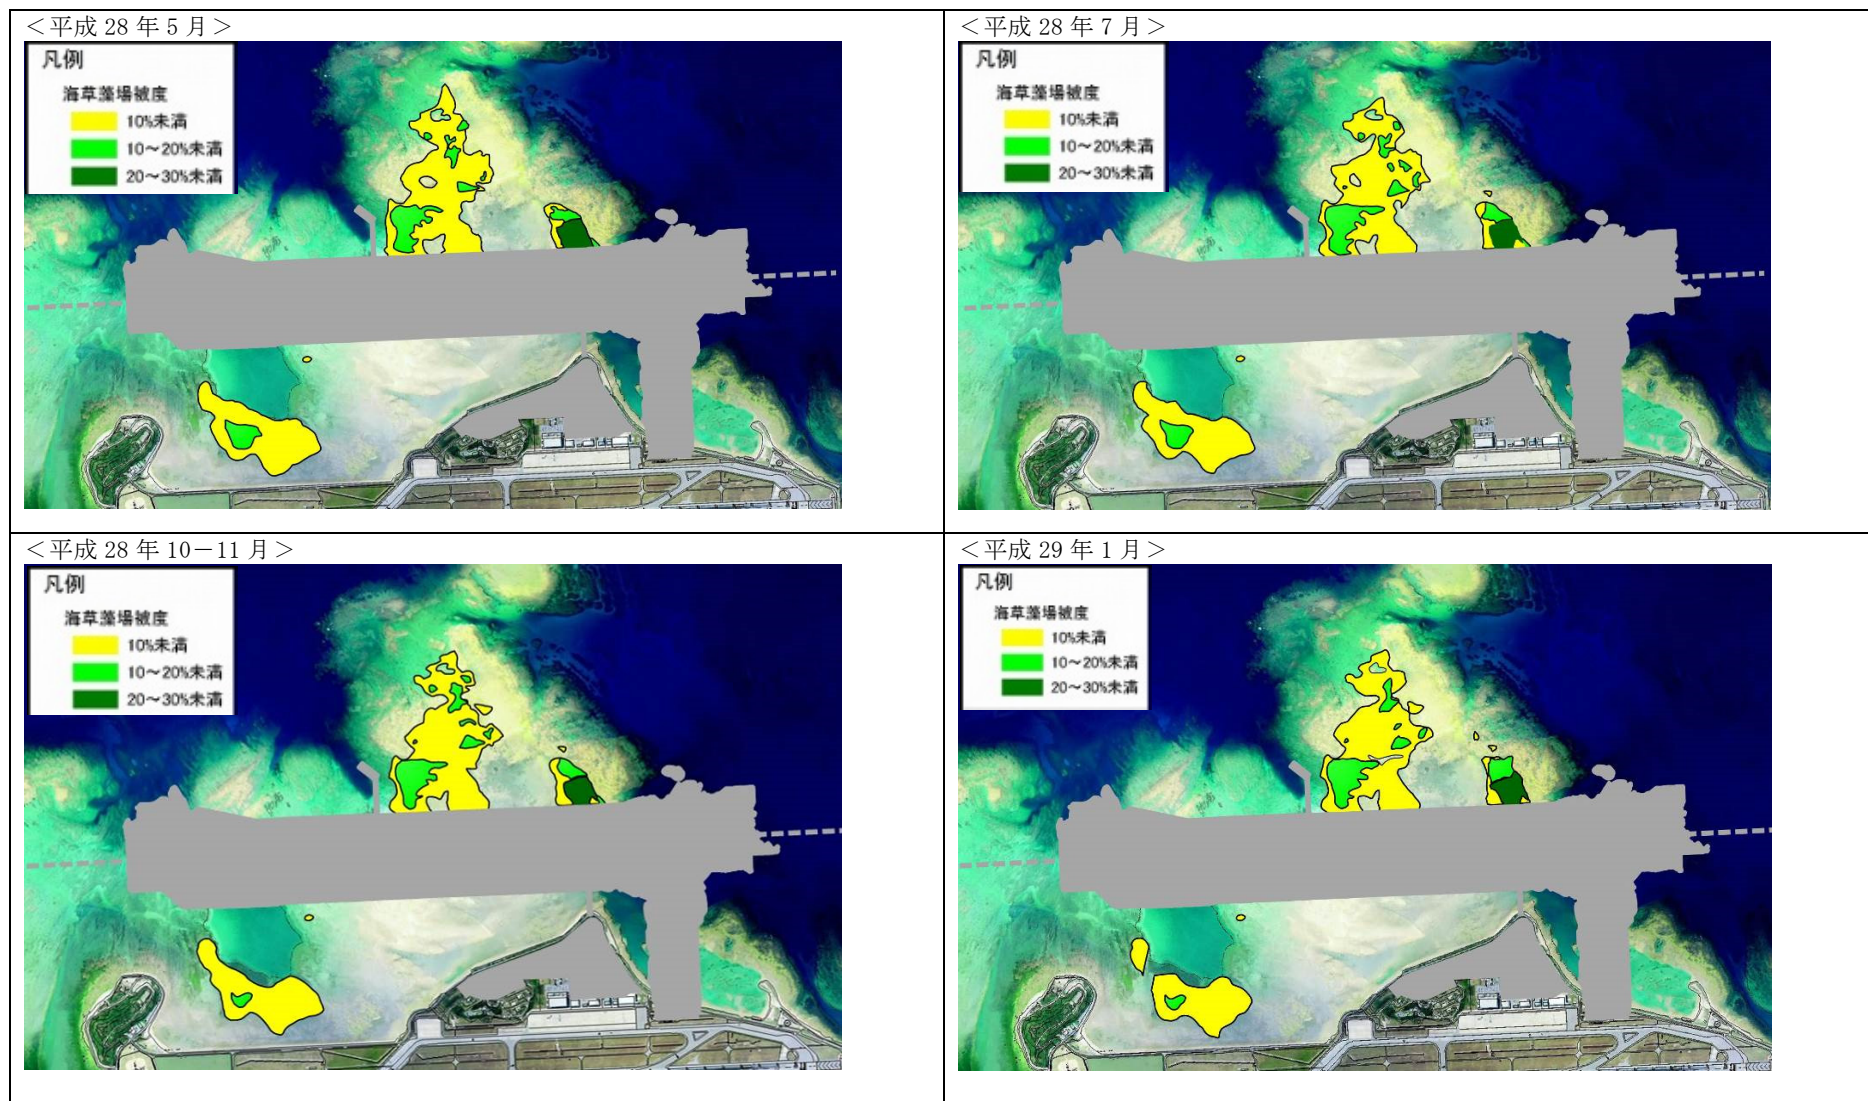 ＜平成 28 年 5 月＞
凡例
海草藻場被度
10%未満
10～20%未満
20～30%未満
＜平成 28 年 7 月＞
凡例
海草藻場被度
10%未満
10～20%未満
20～30%未満
＜平成 28 年 10－11 月＞
凡例
海草藻場被度
10%未満
10～20%未満
20～30%未満
＜平成 29 年 1 月＞
凡例
海草藻場被度
10%未満
10～20%未満
20～30%未満